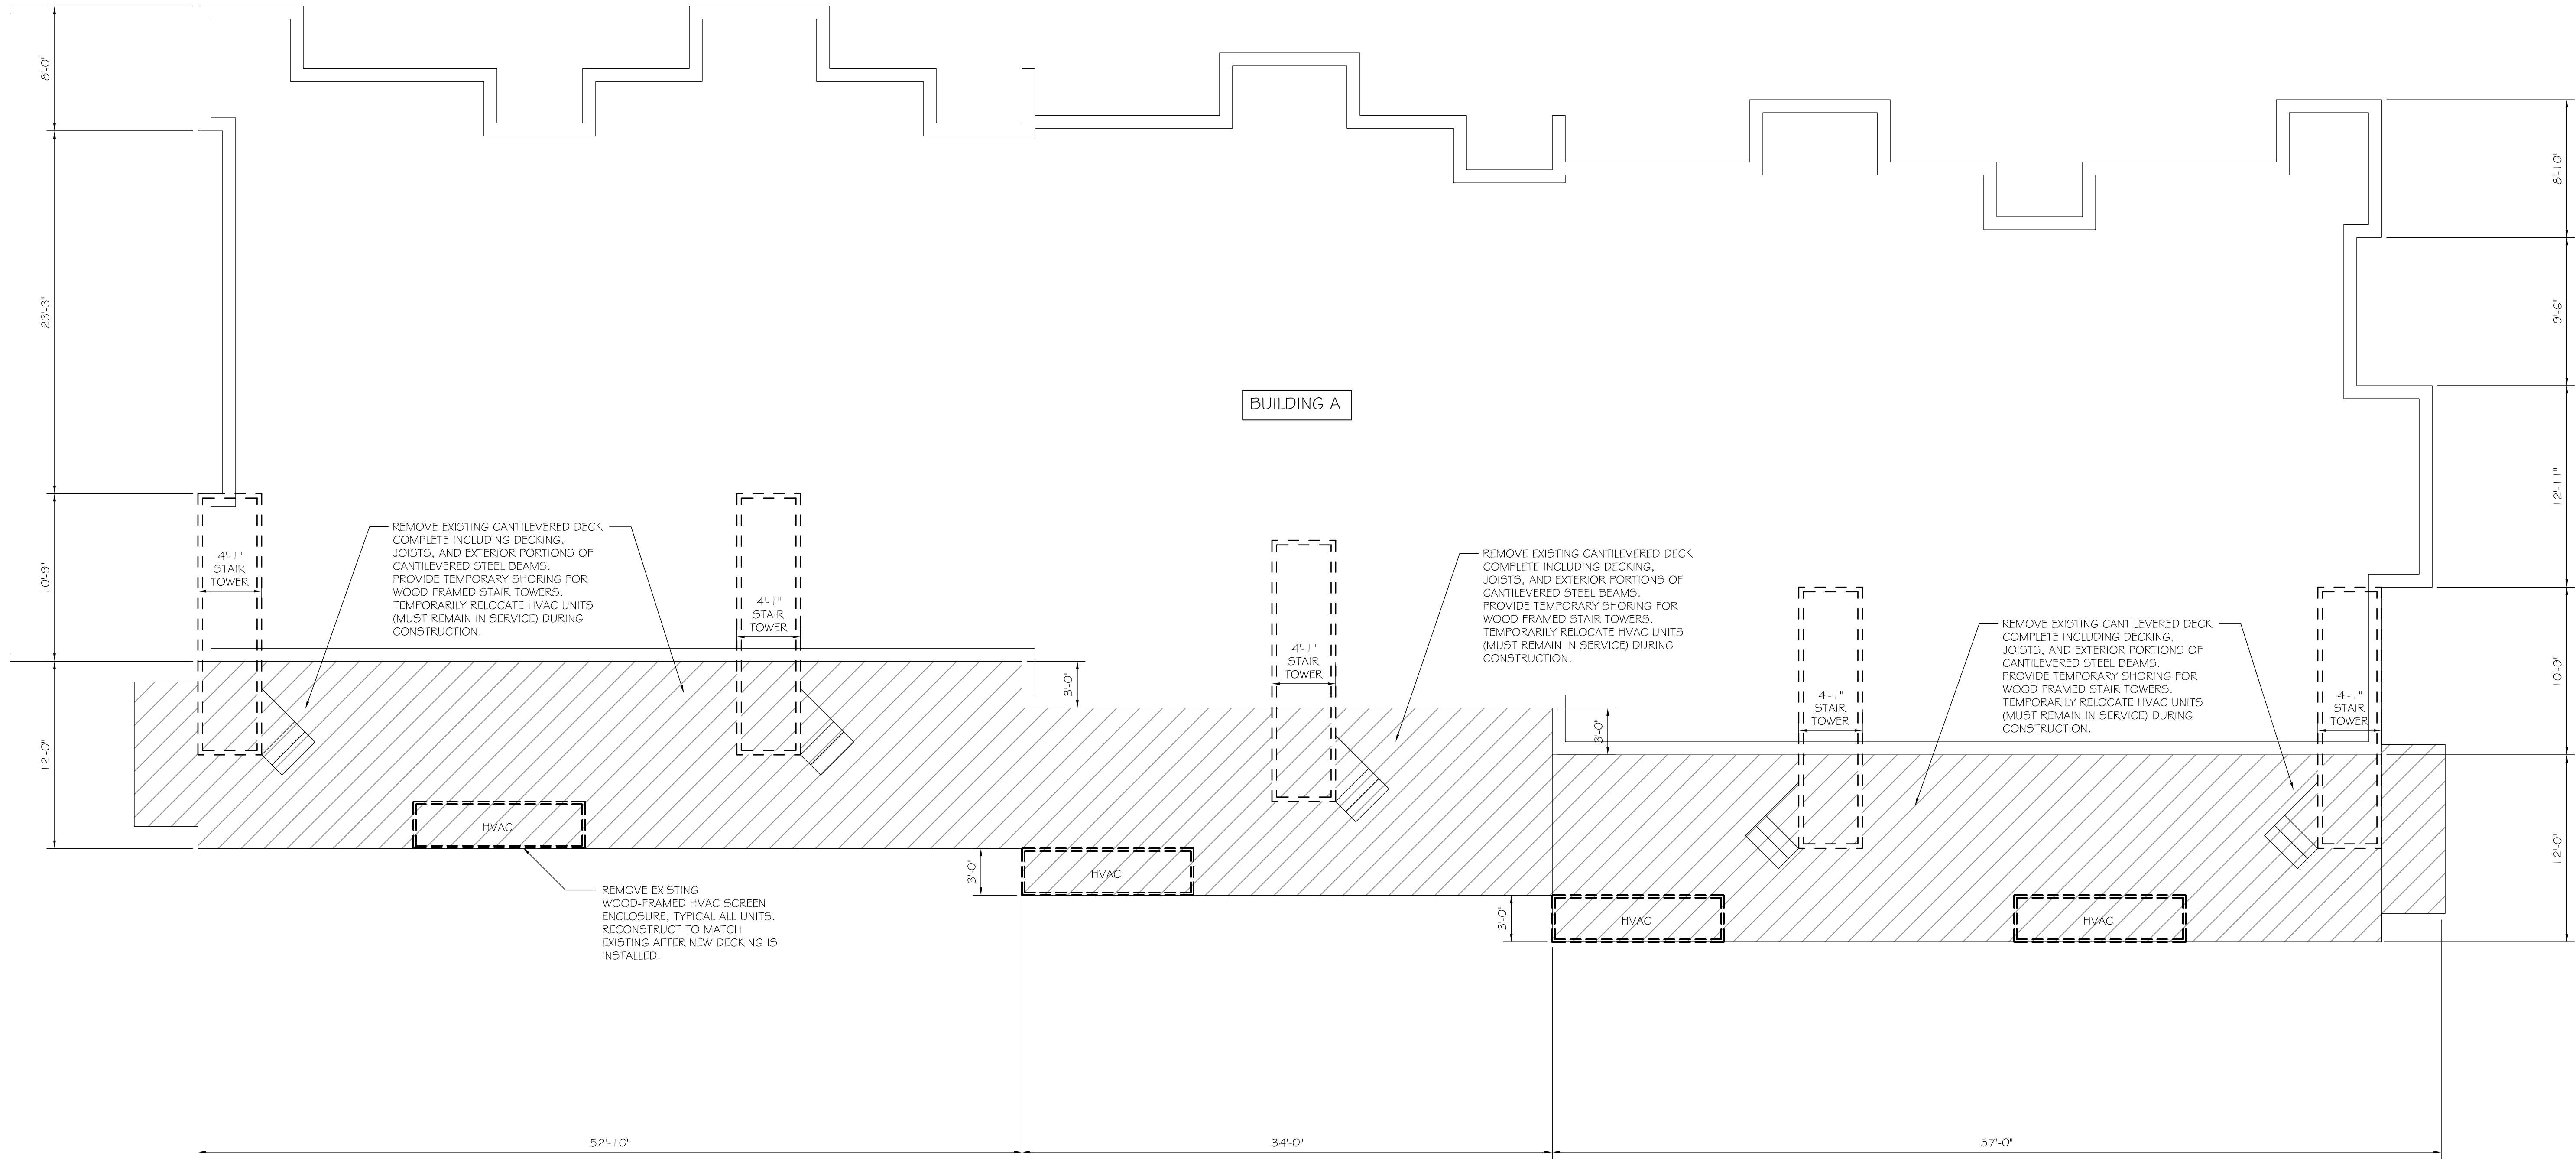 8'-0"
23'-3"
10'-9"
12'-0"
8'-10"
9'-6"
12'-11"
10'-9"
12'-0"
BUILDING A
4'-1"
STAIR
TOWER
REMOVE EXISTING CANTILEVERED DECK
COMPLETE INCLUDING DECKING,
JOISTS, AND EXTERIOR PORTIONS OF
CANTILEVERED STEEL BEAMS.
PROVIDE TEMPORARY SHORING FOR
WOOD FRAMED STAIR TOWERS.
TEMPORARILY RELOCATE HVAC UNITS
(MUST REMAIN IN SERVICE) DURING
CONSTRUCTION.
4'-1"
STAIR
TOWER
4'-1"
STAIR
TOWER
REMOVE EXISTING CANTILEVERED DECK
COMPLETE INCLUDING DECKING,
JOISTS, AND EXTERIOR PORTIONS OF
CANTILEVERED STEEL BEAMS.
PROVIDE TEMPORARY SHORING FOR
WOOD FRAMED STAIR TOWERS.
TEMPORARILY RELOCATE HVAC UNITS
(MUST REMAIN IN SERVICE) DURING
CONSTRUCTION.
4'-1"
STAIR
TOWER
REMOVE EXISTING CANTILEVERED DECK
COMPLETE INCLUDING DECKING,
JOISTS, AND EXTERIOR PORTIONS OF
CANTILEVERED STEEL BEAMS.
PROVIDE TEMPORARY SHORING FOR
WOOD FRAMED STAIR TOWERS.
TEMPORARILY RELOCATE HVAC UNITS
(MUST REMAIN IN SERVICE) DURING
CONSTRUCTION.
4'-1"
STAIR
TOWER
3'-0"
3'-0"
HVAC
3'-0"
HVAC
3'-0"
HVAC
HVAC
REMOVE EXISTING
WOOD-FRAMED HVAC SCREEN
ENCLOSURE, TYPICAL ALL UNITS.
RECONSTRUCT TO MATCH
EXISTING AFTER NEW DECKING IS
INSTALLED.
52'-10"
34'-0"
57'-0"